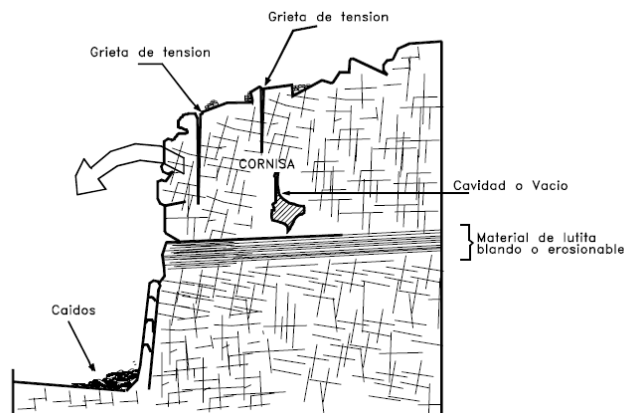 Grieta de tension
Grieta de tension
CORNISA
Cavidad o Vacio
Material de lutita
blando o erosionable
Caidos